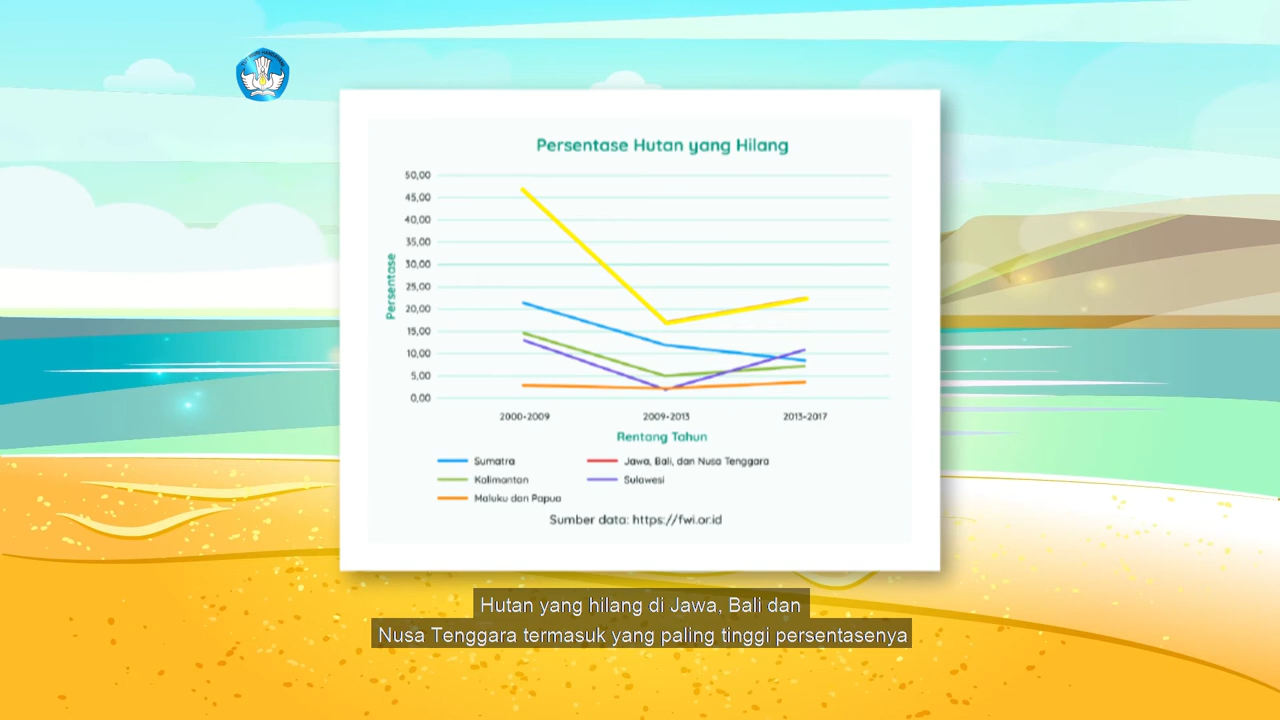 Persentase Hutan yang Hilang
50,00
45,00
40,00
35,00
30,00
25,00
20,00
15,00
10,00
5,00
0,00
Persentase
2000-2009 2009-2013 2013-2017
Rentang Tahun
Sumatra Jawa, Bali, dan Nusa Tenggara
Kalimantan Sulawesi
Maluku dan Papua
Sumber data: https://fwi.or.id
Hutan yang hilang di Jawa, Bali dan
Nusa Tenggara termasuk yang paling tinggi persentasenya